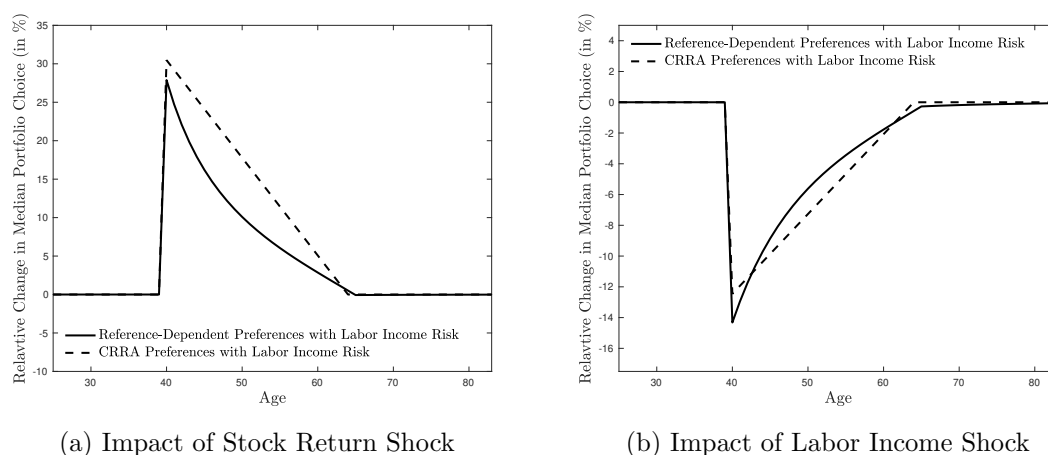 35
30
25
20
15
10
5
0
-5
-10
Relavtive Change in Median Portfolio Choice (in %)
Reference-Dependent Preferences with Labor Income Risk
CRRA Preferences with Labor Income Risk
30 40 50 60 70 80
Age
(a) Impact of Stock Return Shock
4
2
0
-2
-4
-6
-8
-10
-12
-14
-16
Relavtive Change in Median Portfolio Choice (in %)
Reference-Dependent Preferences with Labor Income Risk
CRRA Preferences with Labor Income Risk
30 40 50 60 70 80
Age
(b) Impact of Labor Income Shock